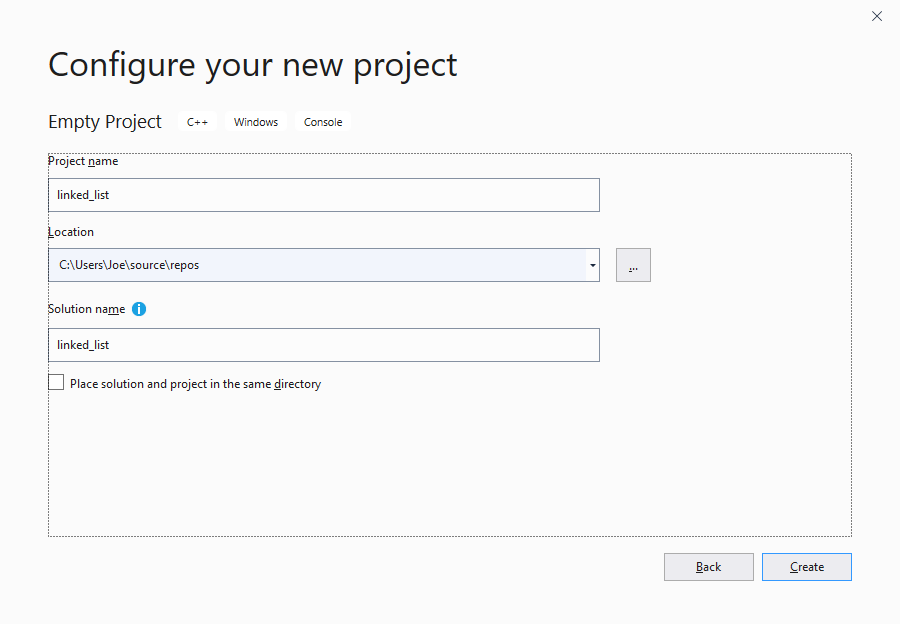 Configure your new project
Empty Project C++ Windows Console
Project name
linked_list
Location
C:\Users\Joe\source\repos
...
Solution name
linked_list
Place solution and project in the same directory
Back Create